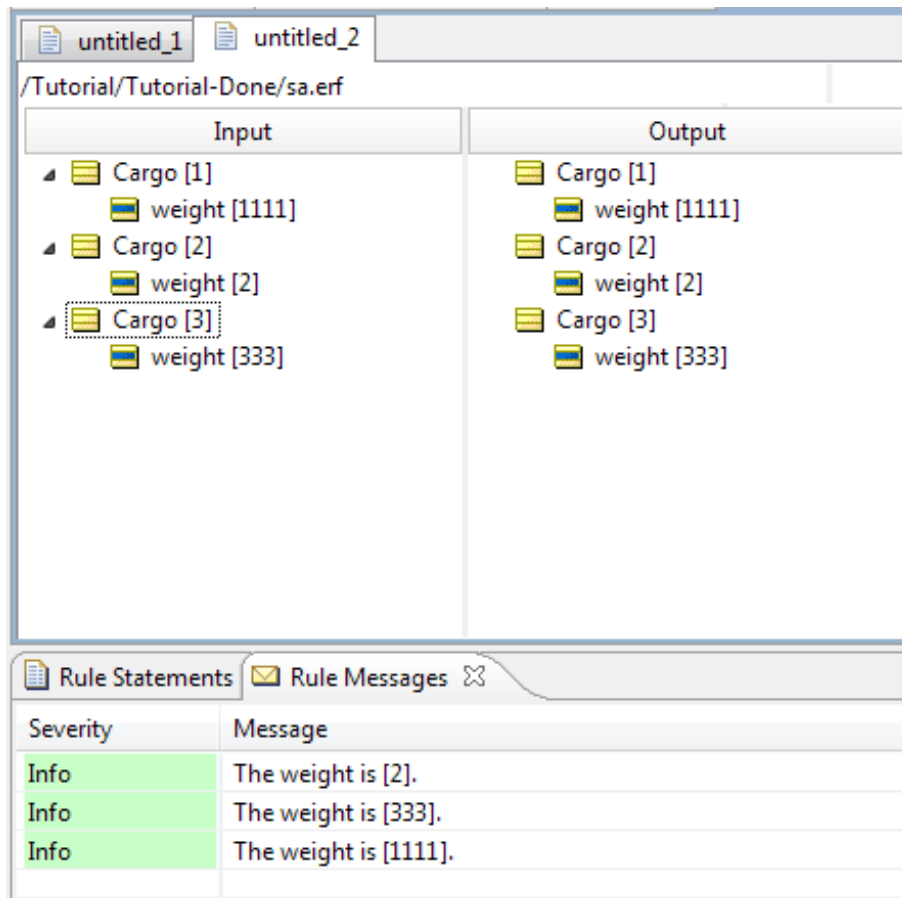 untitled_1 untitled_2
/Tutorial/Tutorial-Done/sa.erf
Input Output
Cargo [1] Cargo [1]
weight [1111] weight [1111]
Cargo [2] Cargo [2]
weight [2] weight [2]
Cargo [3] Cargo [3]
weight [333] weight [333]
Rule Statements Rule Messages
Severity Message
Info The weight is [2].
Info The weight is [333].
Info The weight is [1111].